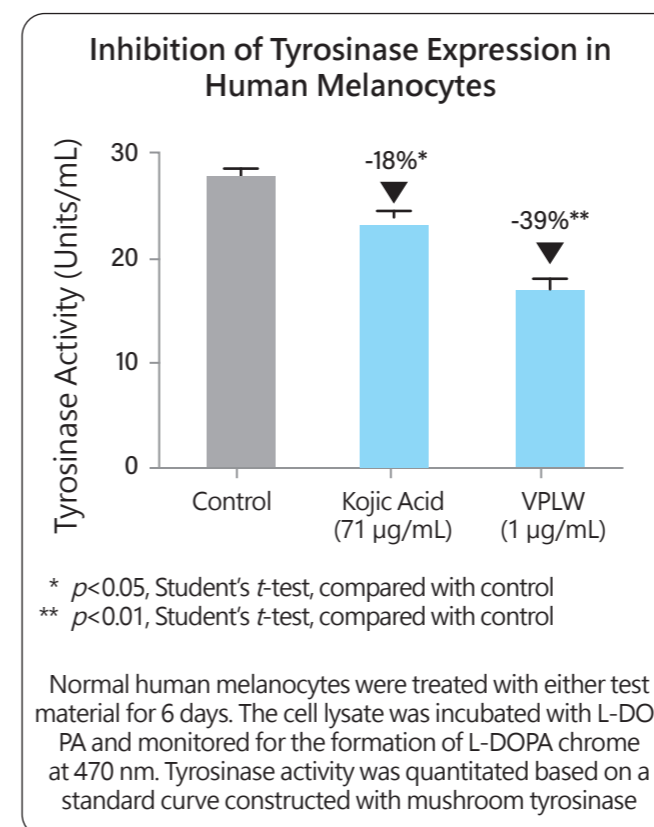 Inhibition of Tyrosinase Expression in
Human Melanocytes
Tyrosinase Activity (Units/mL)
30
20
10
0
-18%*
-39%**
Control
Kojic Acid
(71 µg/mL)
VPLW
(1 µg/mL)
* p<0.05, Student's t-test, compared with control
** p<0.01, Student's t-test, compared with control
Normal human melanocytes were treated with either test
material for 6 days. The cell lysate was incubated with L-DO
PA and monitored for the formation of L-DOPA chrome
at 470 nm. Tyrosinase activity was quantitated based on a
standard curve constructed with mushroom tyrosinase